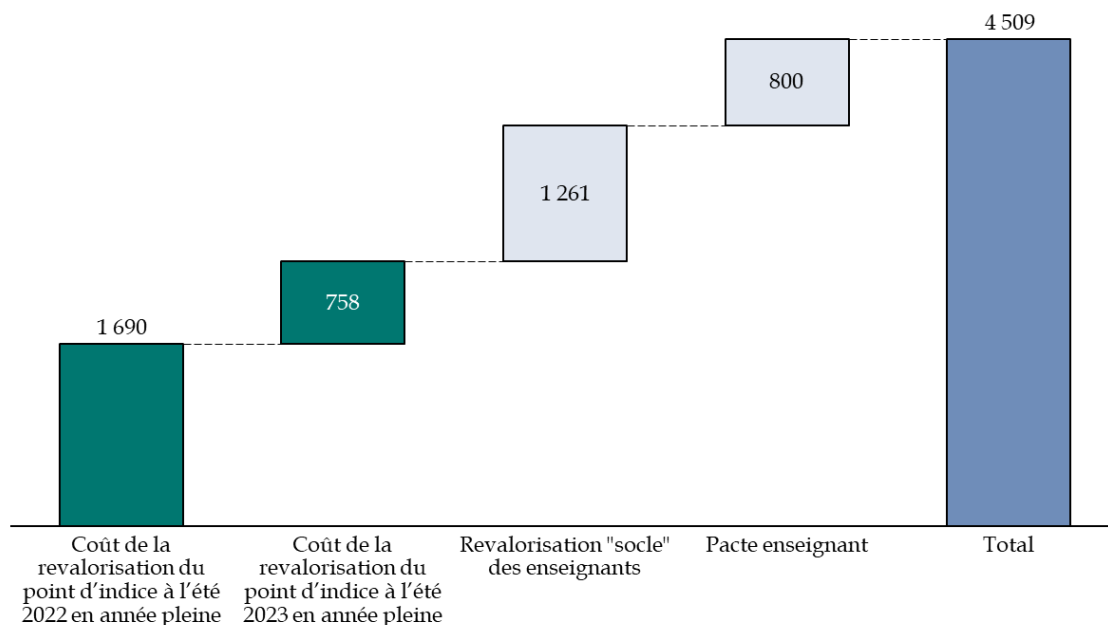 4 509
800
1 261
758
1 690
Coût de la
revalorisation du
point d’indice à l’été
2022 en année pleine
Coût de la
revalorisation du
point d’indice à l’été
2023 en année pleine
Revalorisation "socle"
des enseignants
Pacte enseignant
Total